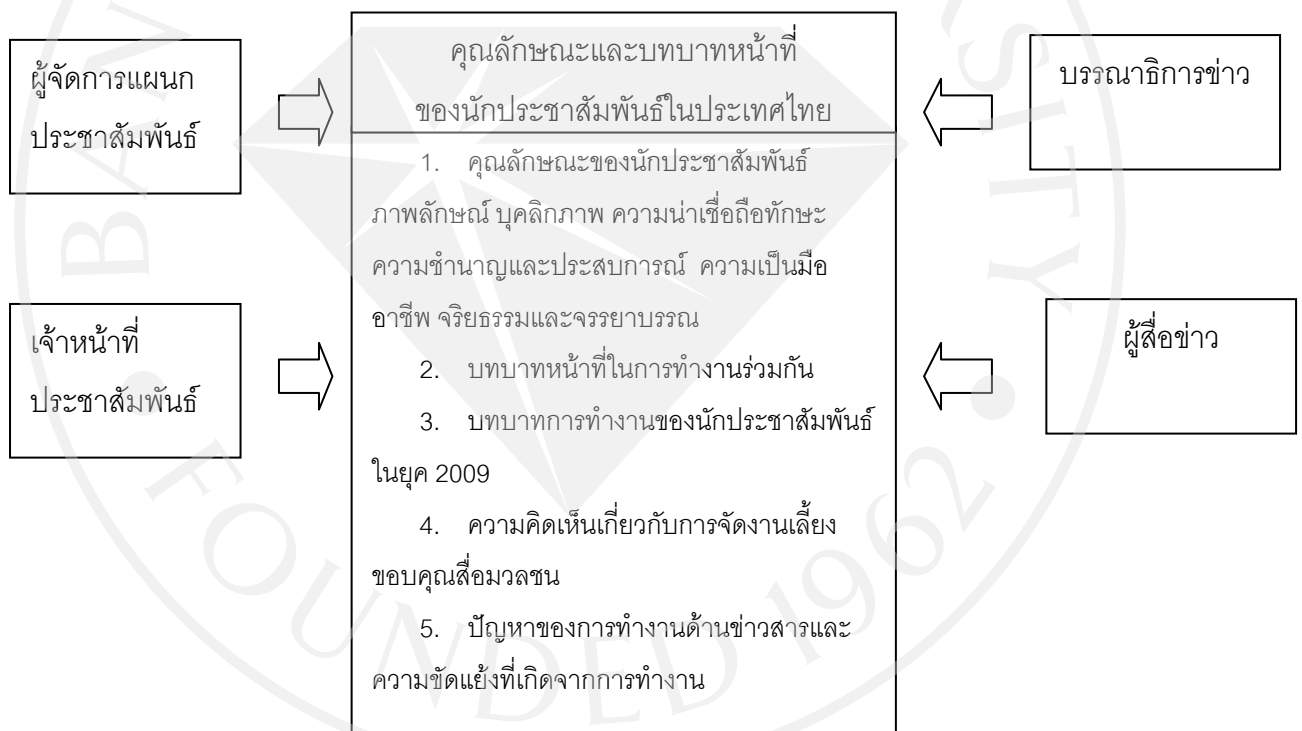 ผู้จัดการแผนก
ประชาสัมพันธ์
เจ้าหน้าที่
ประชาสัมพันธ์
คุณลักษณะและบทบาทหน้าที่
ของนักประชาสัมพันธ์ในประเทศไทย
1. คุณลักษณะของนักประชาสัมพันธ์
ภาพลักษณ์ บุคลิกภาพ ความน่าเชื่อถือทักษะ
ความชำนาญและประสบการณ์ ความเป็นมือ
อาชีพ จริยธรรมและจรรยาบรรณ
2. บทบาทหน้าที่ในการทำงานร่วมกัน
3. บทบาทการทำงานของนักประชาสัมพันธ์
ในยุค 2009
4. ความคิดเห็นเกี่ยวกับการจัดงานเลี้ยง
ขอบคุณสื่อมวลชน
5. ปัญหาของการทำงานด้านข่าวสารและ
ความขัดแย้งที่เกิดจากการทำงาน
บรรณาธิการข่าว
ผู้สื่อข่าว
FOUNDED 1962